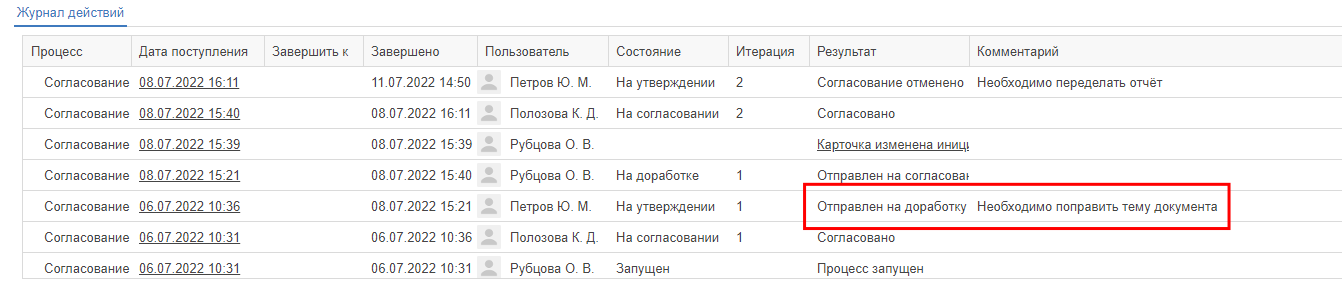 Журнал действий
Процесс Дата поступления Завершить к Завершено Пользователь Состояние Итерация Результат Комментарий
Согласование 08.07.2022 16:11 11.07.2022 14:50 Петров Ю. М. На утверждении 2 Согласование отменено Необходимо переделать отчёт
Согласование 08.07.2022 15:40 08.07.2022 16:11 Полозова К. Д. На согласовании 2 Согласовано
Согласование 08.07.2022 15:39 08.07.2022 15:39 Рубцова О. В. Карточка изменена иници
Согласование 08.07.2022 15:21 08.07.2022 15:40 Рубцова О. В. На доработке 1 Отправлен на согласован
Согласование 06.07.2022 10:36 08.07.2022 15:21 Петров Ю. М. На утверждении 1 Отправлен на доработку Необходимо поправить тему документа
Согласование 06.07.2022 10:31 06.07.2022 10:36 Полозова К. Д. На согласовании 1 Согласовано
Согласование 06.07.2022 10:31 06.07.2022 10:31 Рубцова О. В. Запущен Процесс запущен